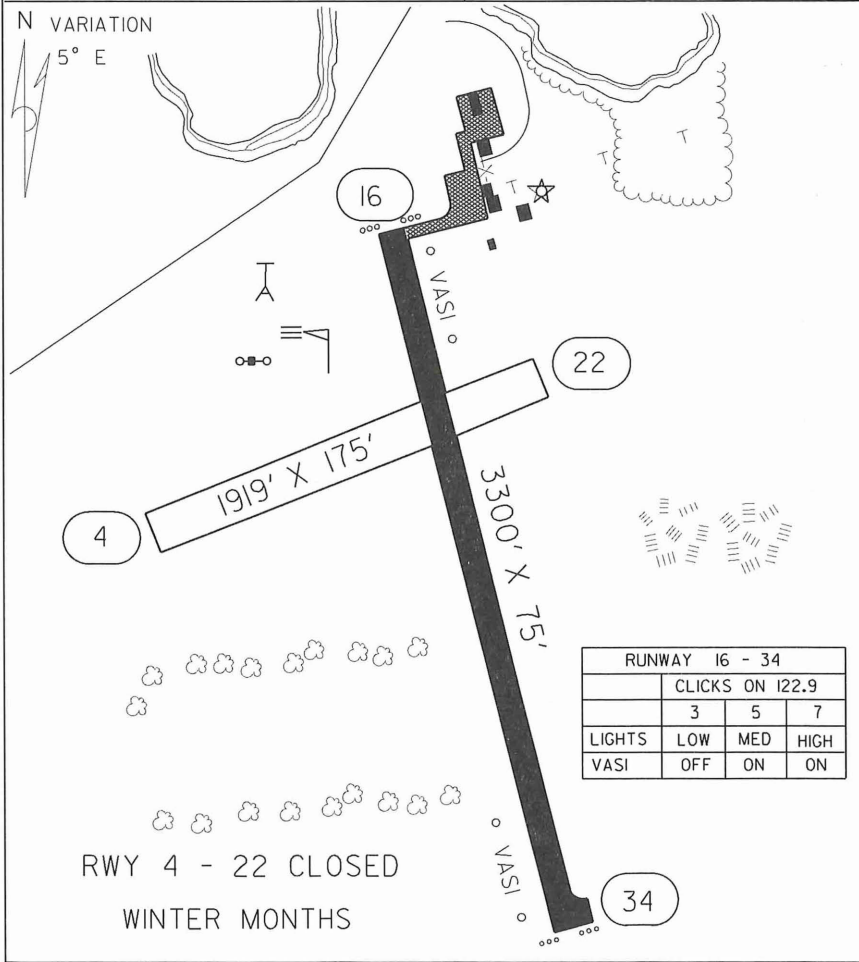 N VARIATION
5° E
16
VASI
22
1919' X 175'
4
3300' X 75'
RUNWAY 16 - 34
CLICKS ON 122.9
3 5 7
LIGHTS LOW MED HIGH
VASI OFF ON ON
VASI
RWY 4 - 22 CLOSED
WINTER MONTHS
34